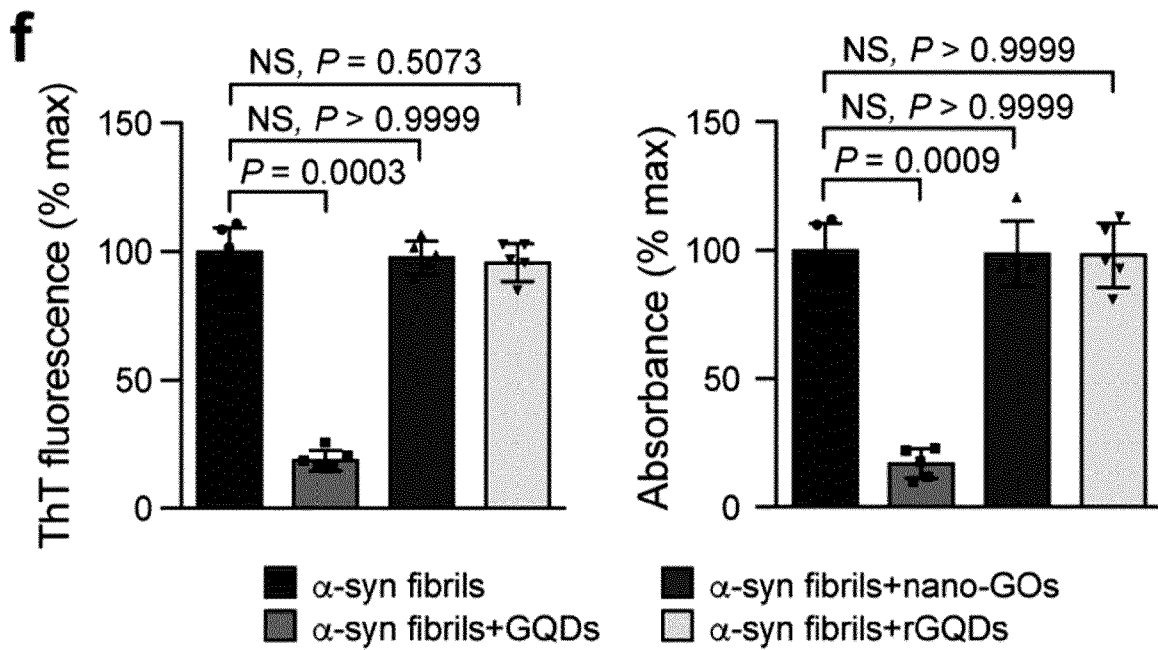 f
NS, P = 0.5073
NS, P > 0.9999
P = 0.0003
ThT fluorescence (% max)
150
100
50
0
NS, P > 0.9999
NS, P > 0.9999
P = 0.0009
Absorbance (% max)
150
100
50
0
α-syn fibrils
α-syn fibrils+nano-GOs
α-syn fibrils+GQDs
α-syn fibrils+rGQDs